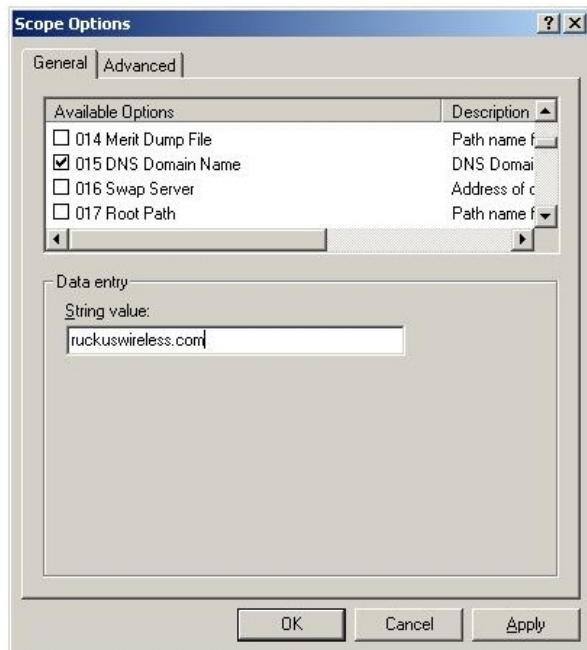 Scope Options
General Advanced
Available Options Description
014 Merit Dump File Path name f
015 DNS Domain Name DNS Domai
016 Swap Server Address of c
017 Root Path Path name f
Data entry
String value:
ruckuswireless.com
OK Cancel Apply